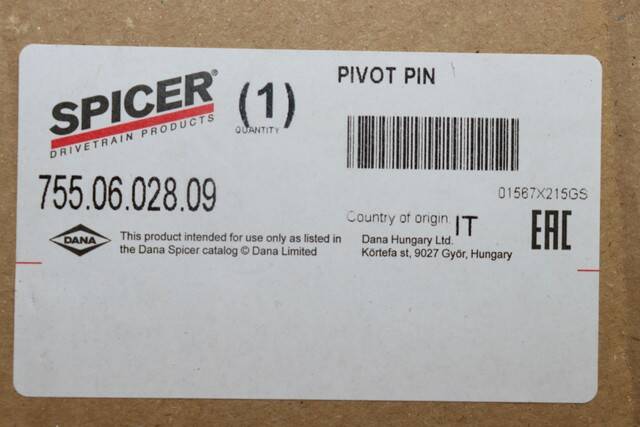 SPICER®
DRIVETRAIN PRODUCTS
(1)
QUANTITY
PIVOT PIN
755.06.028.09
01567X215GS
DANA
This product intended for use only as listed in
the Dana Spicer catalog © Dana Limited
Country of origin IT
Dana Hungary Ltd.
Körtefa st, 9027 Győr, Hungary
EAC